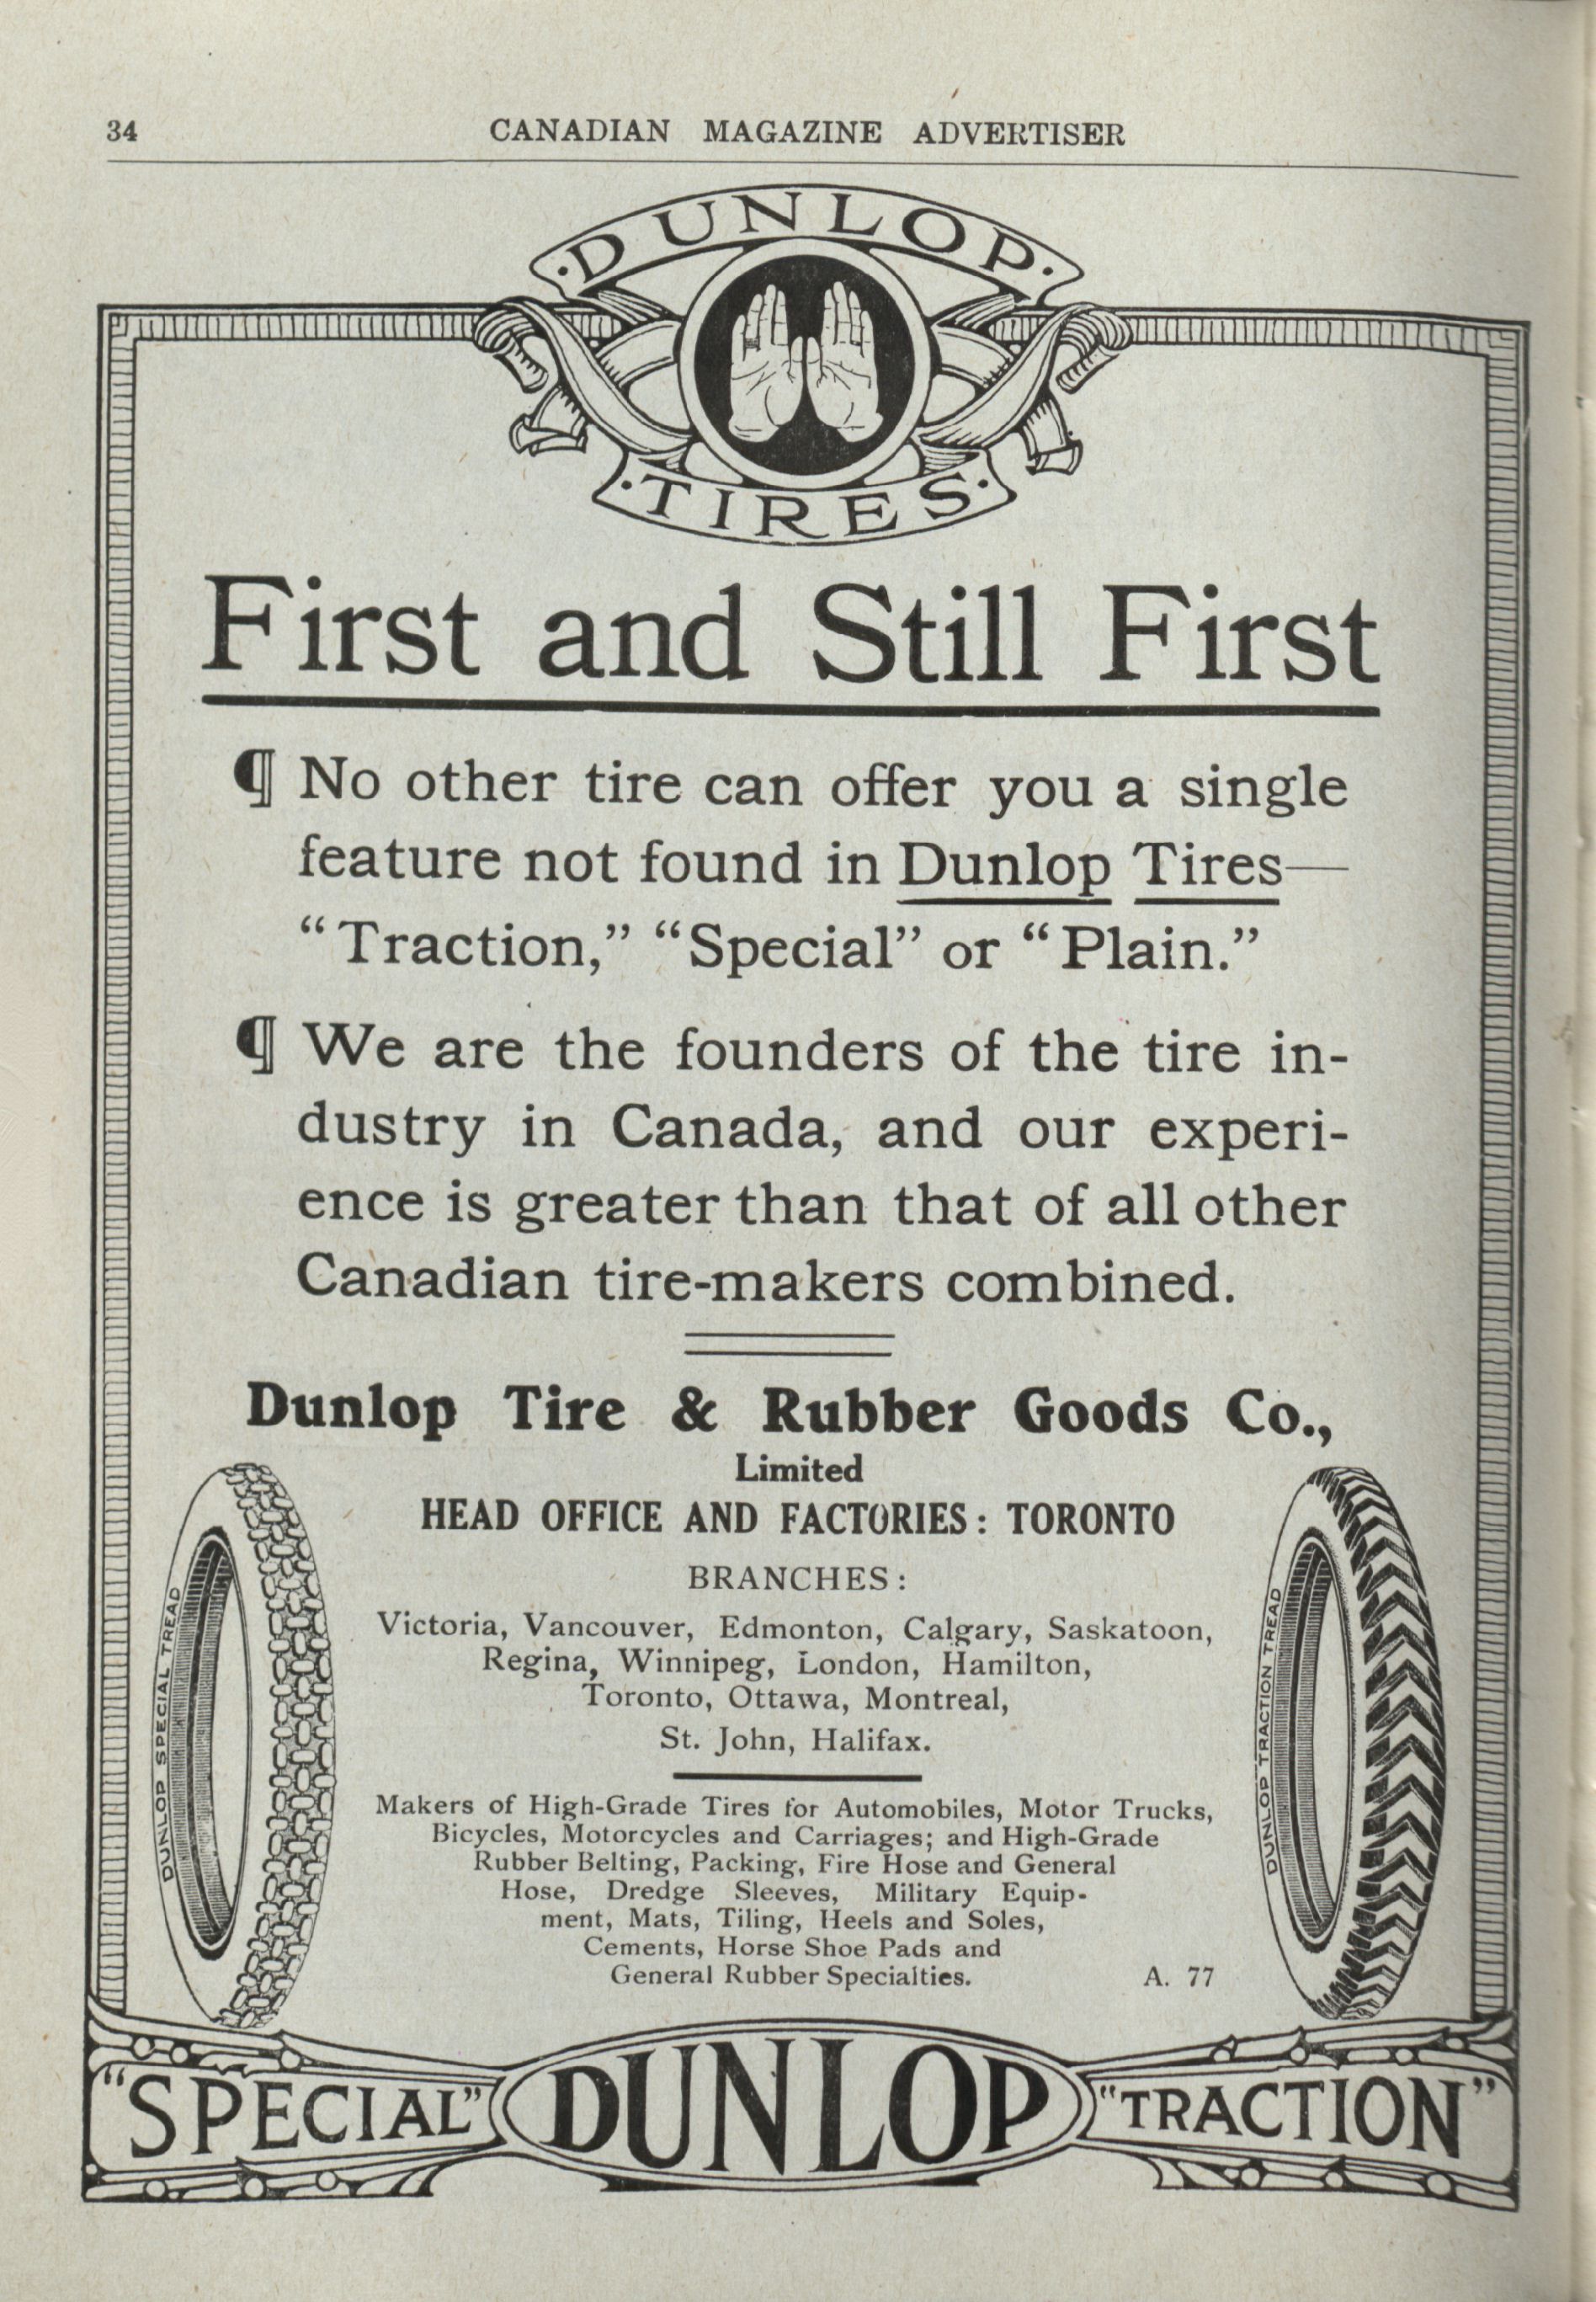 34 CANADIAN MAGAZINE ADVERTISER
·DUNLOP·
·TIRES·
First and Still First
¶ No other tire can offer you a single
feature not found in Dunlop Tires—
“Traction,” “Special” or “Plain.”
¶ We are the founders of the tire in-
dustry in Canada, and our experi-
ence is greater than that of all other
Canadian tire-makers combined.
Dunlop Tire & Rubber Goods Co.,
Limited
HEAD OFFICE AND FACTORIES: TORONTO
BRANCHES:
Victoria, Vancouver, Edmonton, Calgary, Saskatoon,
Regina, Winnipeg, London, Hamilton,
Toronto, Ottawa, Montreal,
St. John, Halifax.
DUNLOP SPECIAL TREAD
DUNLOP TRACTION TREAD
Makers of High-Grade Tires for Automobiles, Motor Trucks,
Bicycles, Motorcycles and Carriages; and High-Grade
Rubber Belting, Packing, Fire Hose and General
Hose, Dredge Sleeves, Military Equip-
ment, Mats, Tiling, Heels and Soles,
Cements, Horse Shoe Pads and
General Rubber Specialties. A. 77
“SPECIAL” DUNLOP “TRACTION”